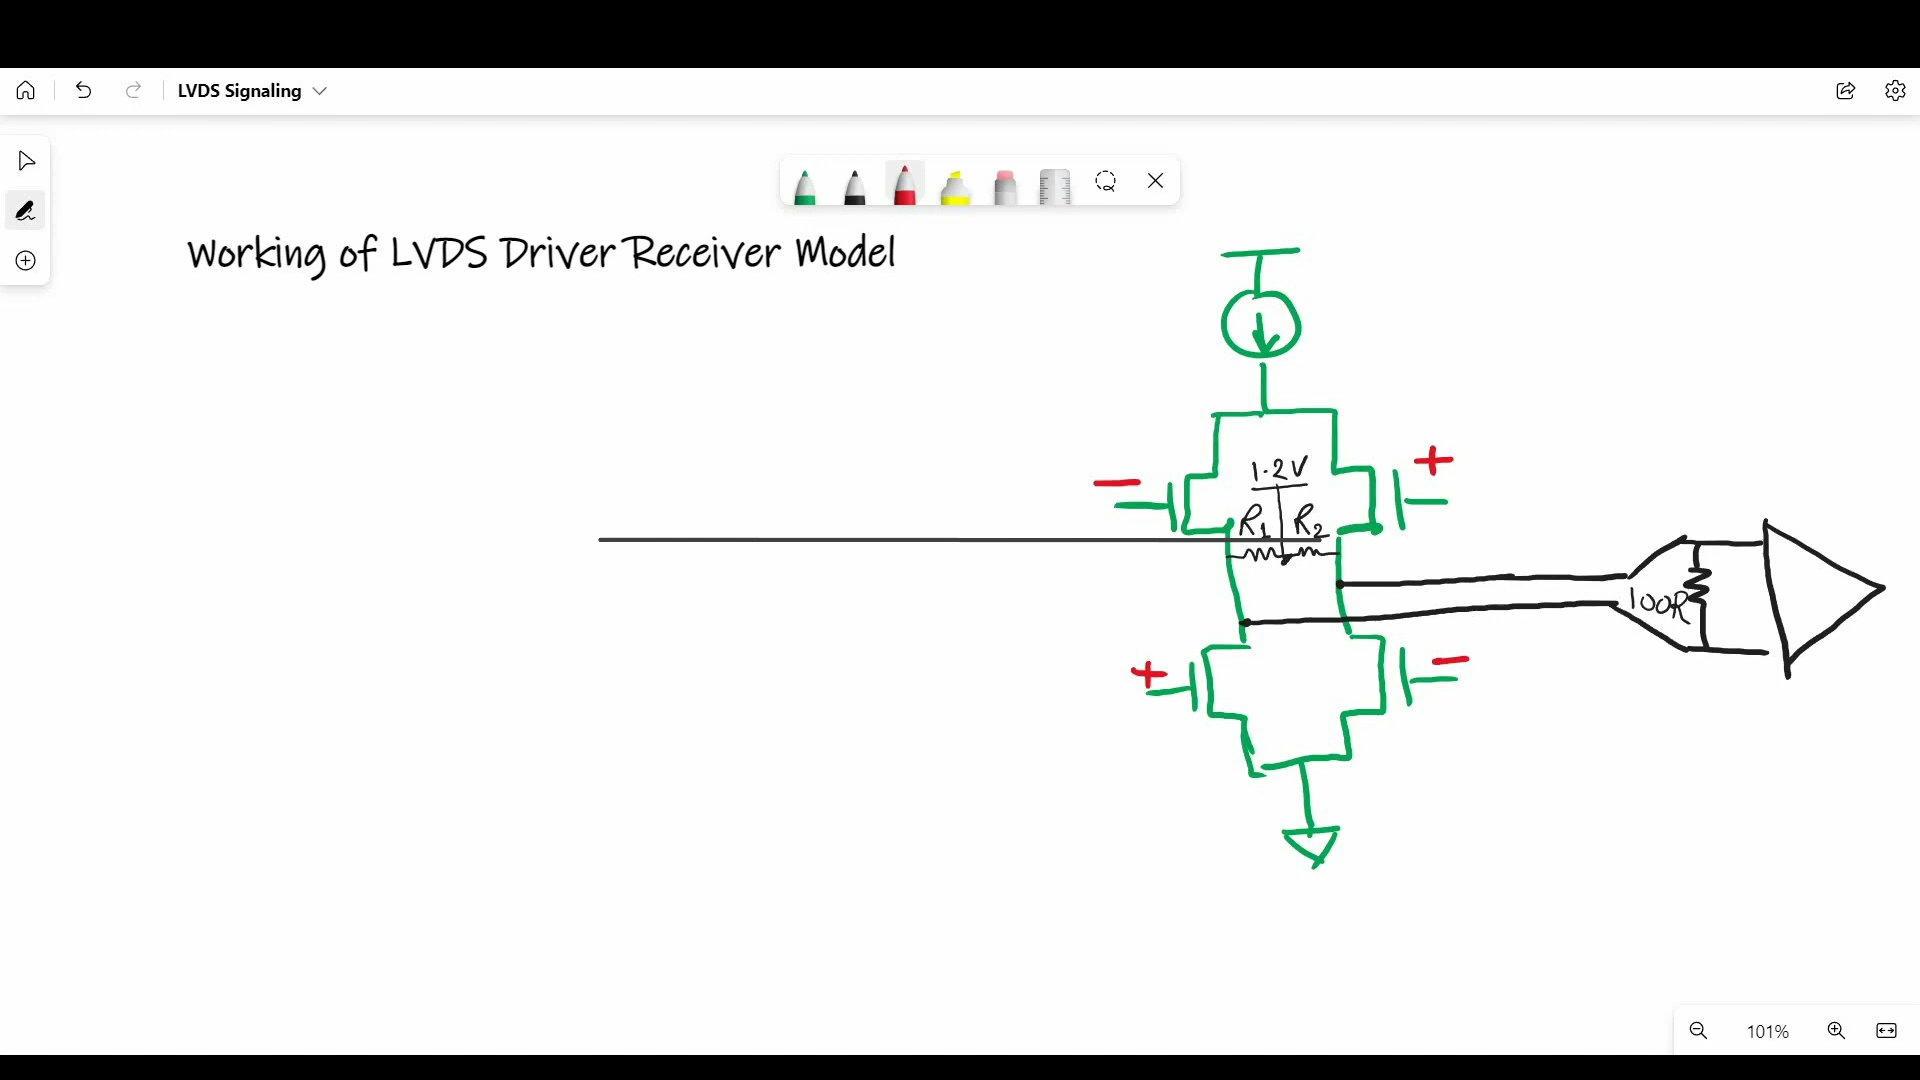 LVDS Signaling
Working of LVDS Driver Receiver Model
+
−
1.2V
R1 R2
100R
+
−
101%